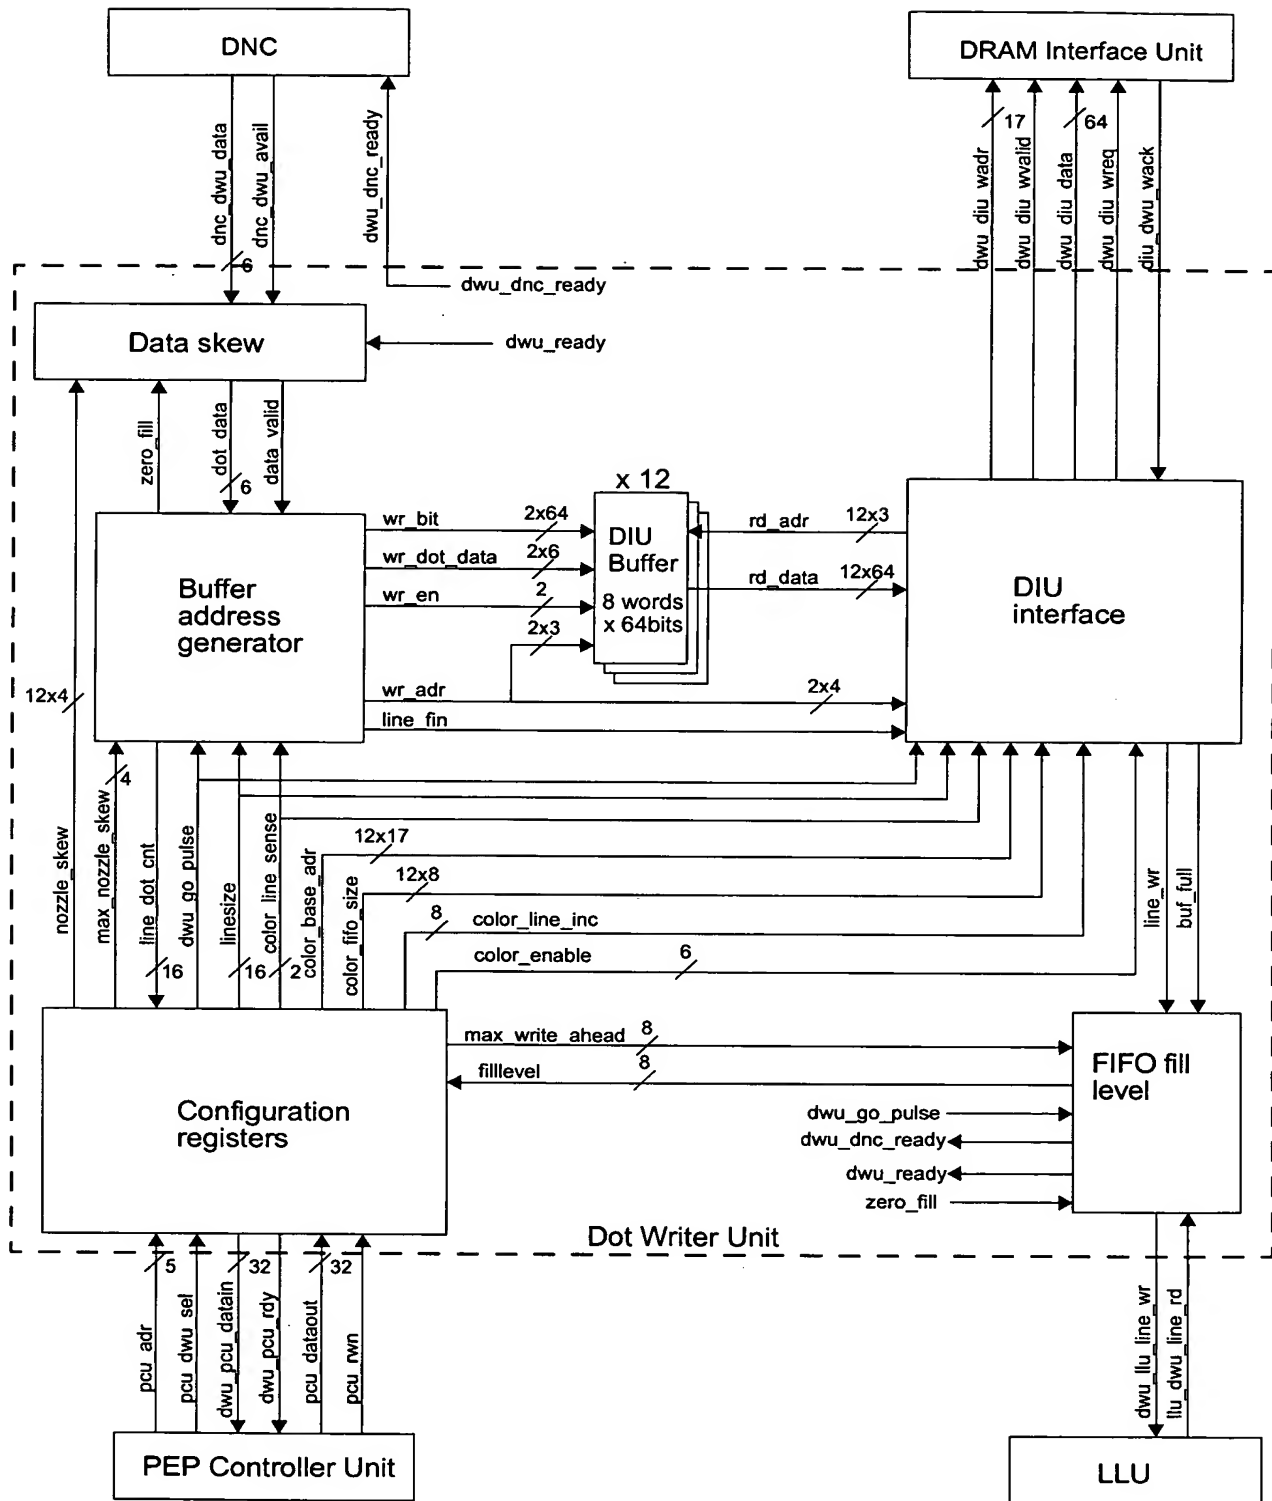 DNC
DRAM Interface Unit
dnc_dwu_data
dnc_dwu_avail
dwu_dnc_ready
6
dwu_diu_wadr
17
dwu_diu_wvalid
dwu_diu_data
64
dwu_diu_wreq
diu_dwu_wack
dwu_dnc_ready
Data skew
dwu_ready
zero_fill
dot_data
6
data_valid
x 12
wr_bit
2x64
DIU
Buffer
8 words
x 64bits
rd_adr
12x3
wr_dot_data
2x6
rd_data
12x64
wr_en
2
2x3
Buffer
address
generator
DIU
interface
wr_adr
2x4
line_fin
12x4
nozzle_skew
4
max_nozzle_skew
line_dot_cnt
16
dwu_go_pulse
linesize
16
color_line_sense
2
color_base_adr
12x17
color_fifo_size
12x8
8
color_line_inc
color_enable
6
line_wr
buf_full
Configuration
registers
max_write_ahead
8
filllevel
8
FIFO fill
level
dwu_go_pulse
dwu_dnc_ready
dwu_ready
zero_fill
Dot Writer Unit
5
32
32
pcu_adr
pcu_dwu_sel
dwu_pcu_datain
dwu_pcu_rdy
pcu_dataout
pcu_rwn
dwu_llu_line_wr
llu_dwu_line_rd
PEP Controller Unit
LLU